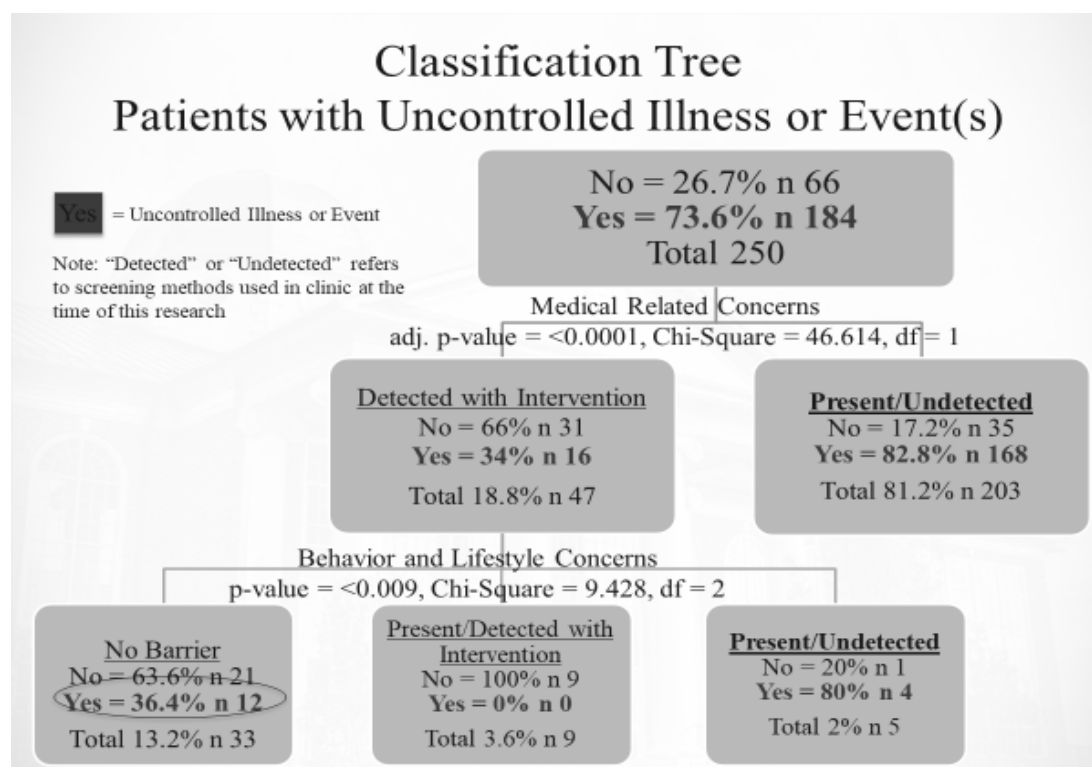 Classification Tree
Patients with Uncontrolled Illness or Event(s)
No = 26.7% n 66
Yes = 73.6% n 184
Total 250
Yes = Uncontrolled Illness or Event
Note: “Detected” or “Undetected” refers
to screening methods used in clinic at the
time of this research
Medical Related Concerns
adj. p-value = <0.0001, Chi-Square = 46.614, df = 1
Detected with Intervention
No = 66% n 31
Yes = 34% n 16
Total 18.8% n 47
Present/Undetected
No = 17.2% n 35
Yes = 82.8% n 168
Total 81.2% n 203
Behavior and Lifestyle Concerns
p-value = <0.009, Chi-Square = 9.428, df = 2
No Barrier
No = 63.6% n 21
Yes = 36.4% n 12
Total 13.2% n 33
Present/Detected with
Intervention
No = 100% n 9
Yes = 0% n 0
Total 3.6% n 9
Present/Undetected
No = 20% n 1
Yes = 80% n 4
Total 2% n 5